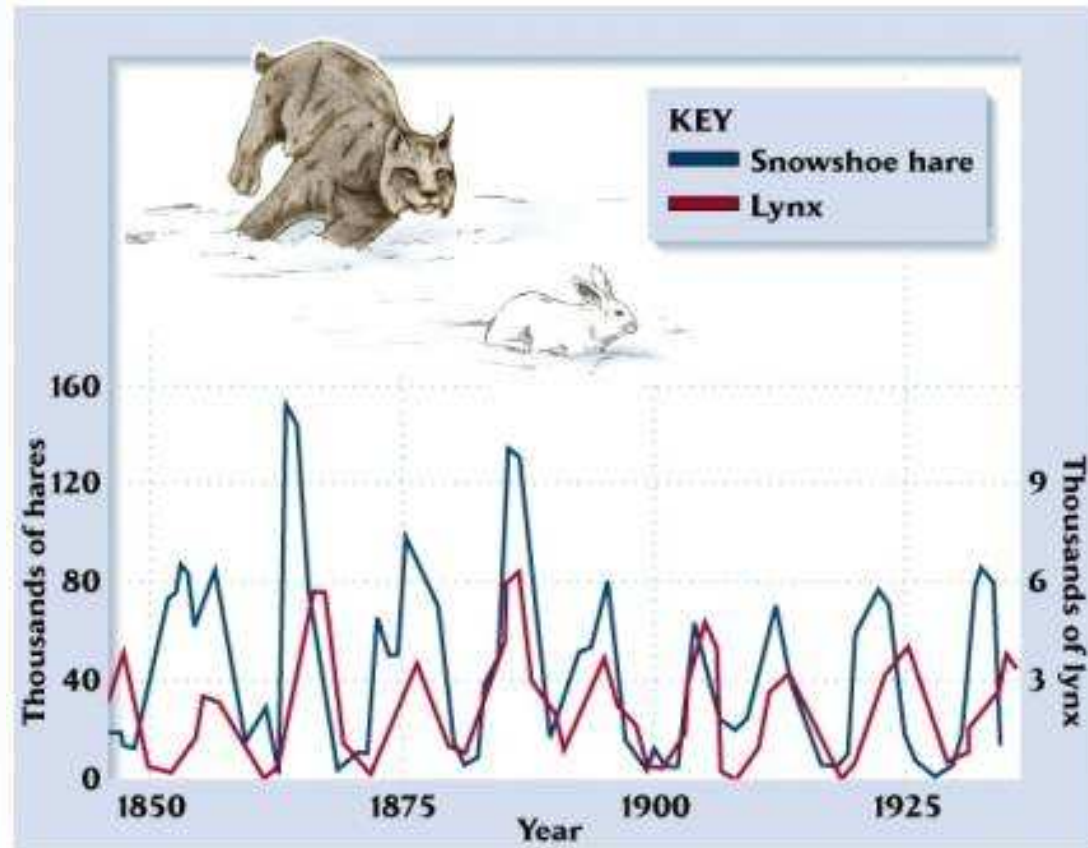 KEY
Snowshoe hare
Lynx
160
120
80
40
0
Thousands of hares
9
6
3
Thousands of lynx
1850
1875
1900
1925
Year